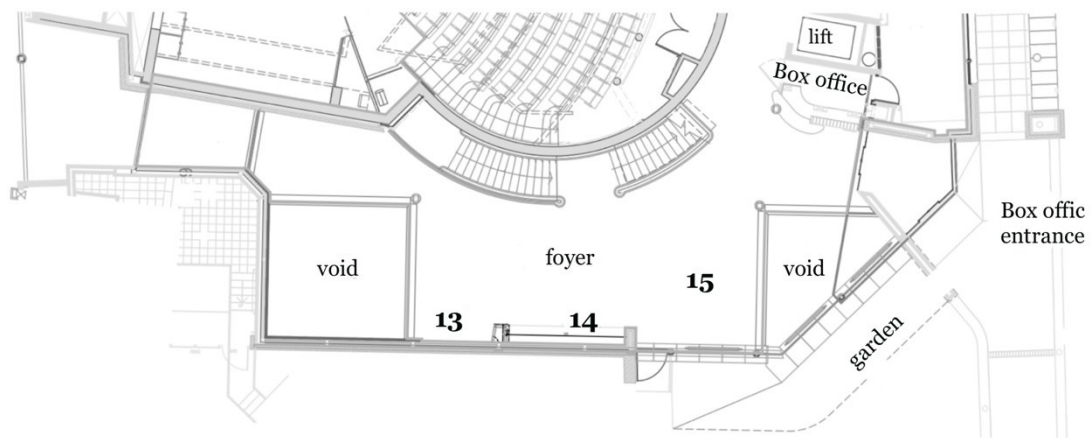 lift
Box office
Box offic
entrance
void
foyer
void
15
13
14
garden